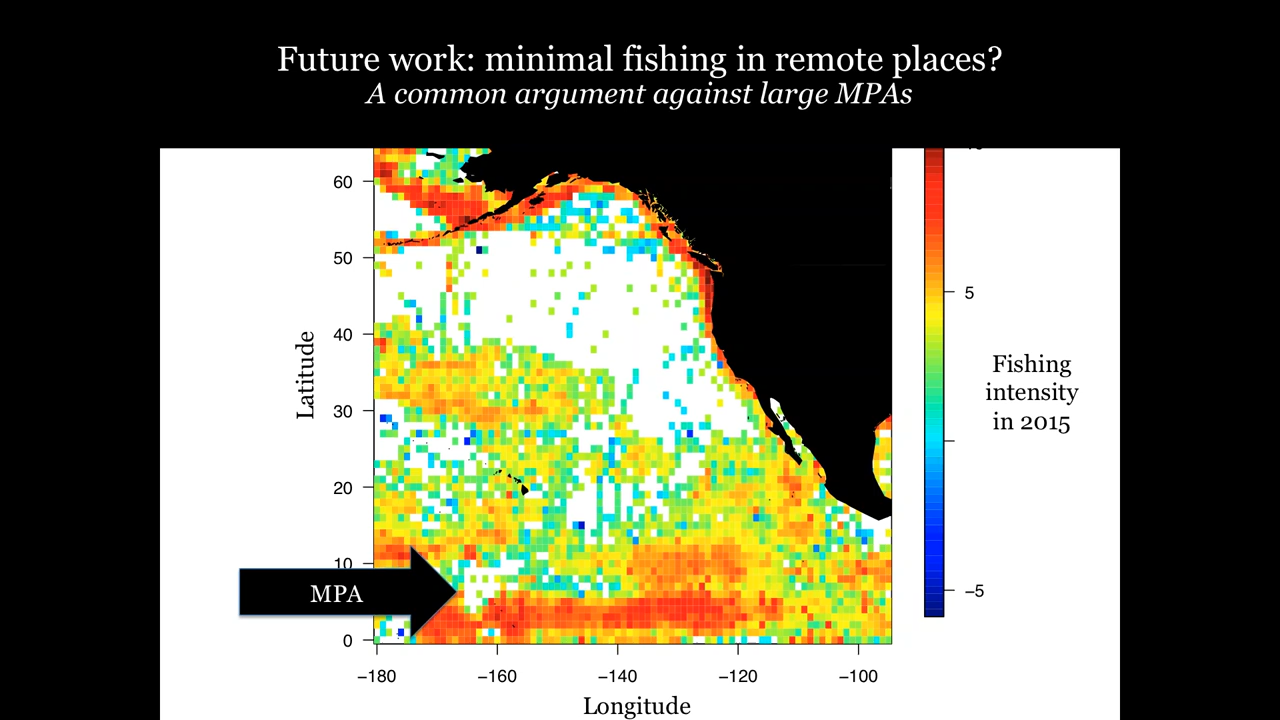 Future work: minimal fishing in remote places?
A common argument against large MPAs
60
50
40
30
20
10
0
Latitude
MPA
−180
−160
−140
−120
−100
Longitude
5
−5
Fishing
intensity
in 2015